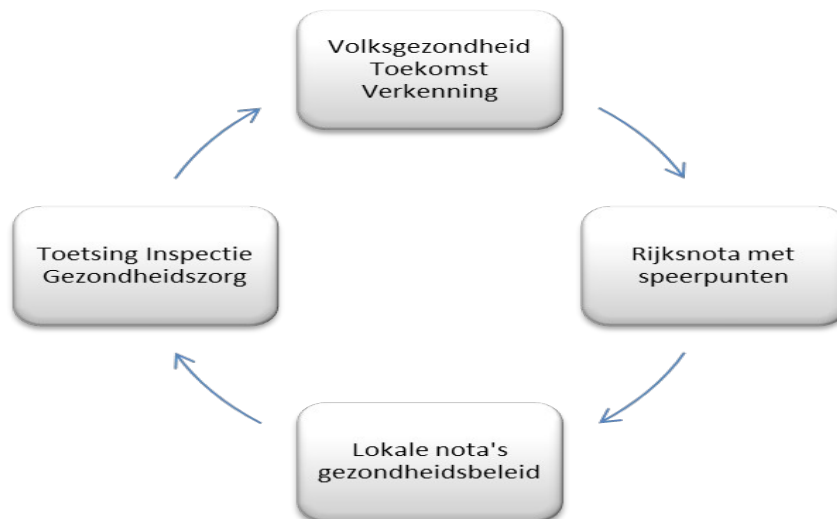 Volksgezondheid
Toekomst
Verkenning
Rijksnota met
speerpunten
Lokale nota's
gezondheidsbeleid
Toetsing Inspectie
Gezondheidszorg